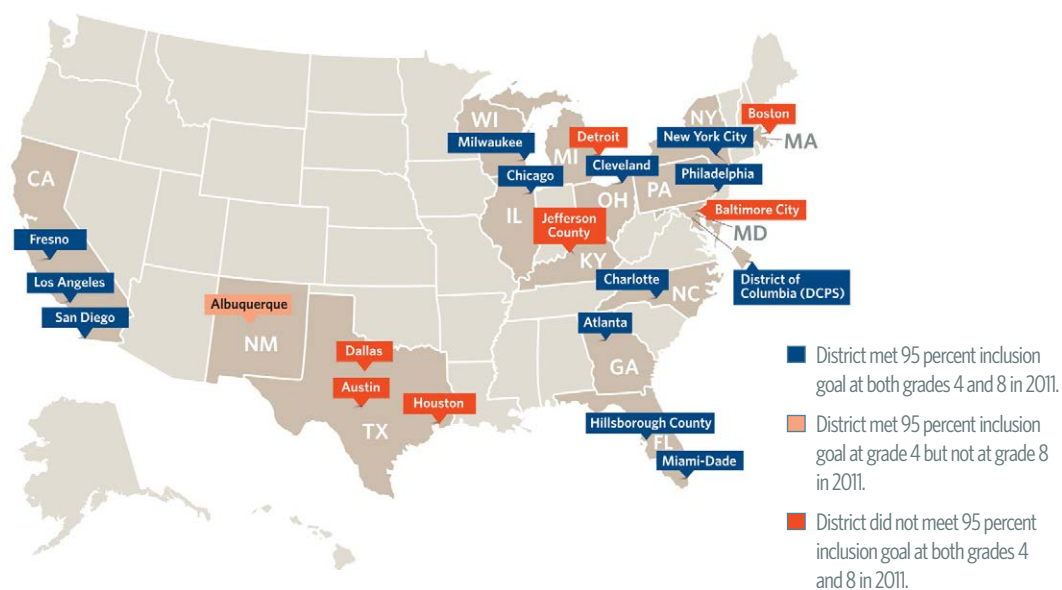 WI
Milwaukee
Chicago
IL
MI
Detroit
Cleveland
OH
Jefferson
County
KY
NY
New York City
Boston
MA
PA
Philadelphia
Baltimore City
MD
District of
Columbia (DCPS)
CA
Fresno
Los Angeles
San Diego
Albuquerque
NM
Dallas
Austin
Houston
TX
Charlotte
NC
Atlanta
GA
Hillsborough County
FL
Miami-Dade
District met 95 percent inclusion
goal at both grades 4 and 8 in 2011.
District met 95 percent inclusion
goal at grade 4 but not at grade 8
in 2011.
District did not meet 95 percent
inclusion goal at both grades 4
and 8 in 2011.